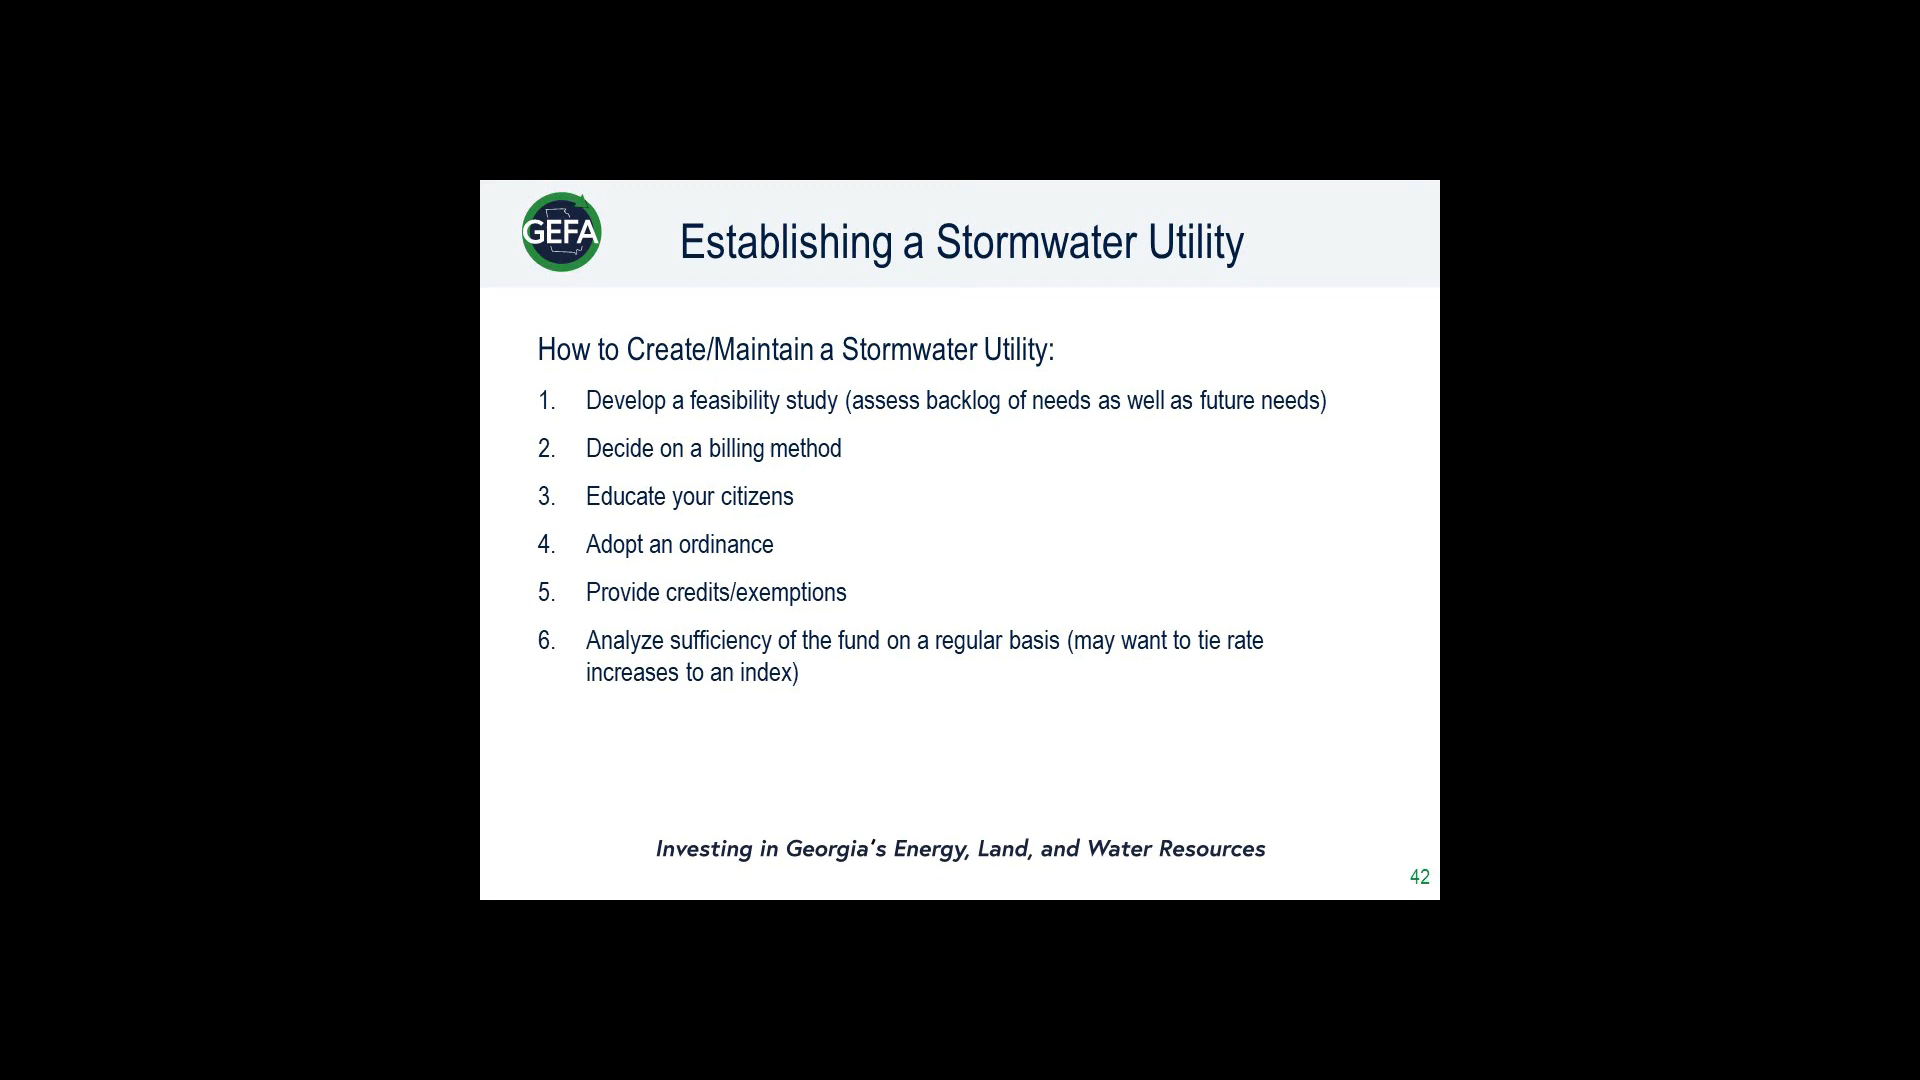 GEFA
Establishing a Stormwater Utility
How to Create/Maintain a Stormwater Utility:
1. Develop a feasibility study (assess backlog of needs as well as future needs)
2. Decide on a billing method
3. Educate your citizens
4. Adopt an ordinance
5. Provide credits/exemptions
6. Analyze sufficiency of the fund on a regular basis (may want to tie rate
increases to an index)
Investing in Georgia's Energy, Land, and Water Resources
42